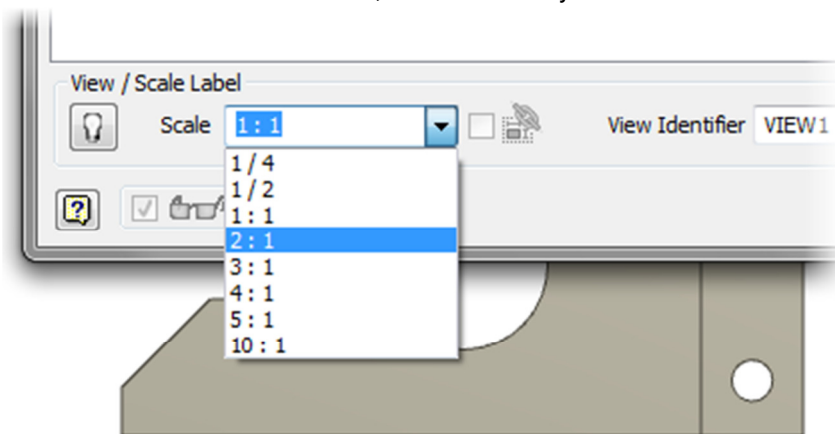 View / Scale Label
Scale 1 : 1 View Identifier VIEW1
1 / 4
1 / 2
1 : 1
2 : 1
3 : 1
4 : 1
5 : 1
10 : 1
?